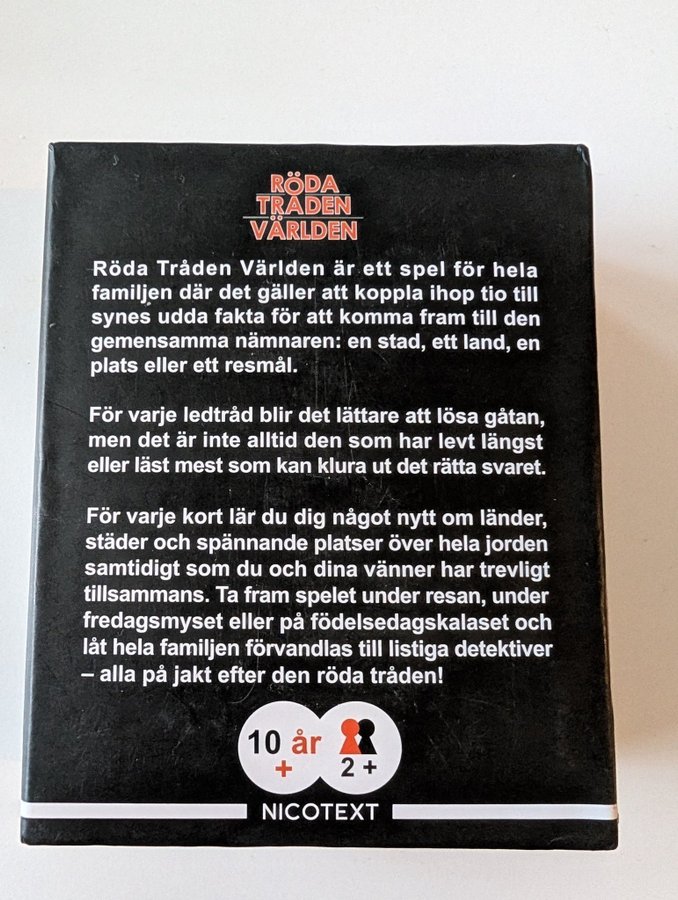 RÖDA
TRÅDEN
VÄRLDEN
Röda Tråden Världen är ett spel för hela
familjen där det gäller att koppla ihop tio till
synes udda fakta för att komma fram till den
gemensamma nämnaren: en stad, ett land, en
plats eller ett resmål.
För varje ledtråd blir det lättare att lösa gåtan,
men det är inte alltid den som har levt längst
eller läst mest som kan klura ut det rätta svaret.
För varje kort lär du dig något nytt om länder,
städer och spännande platser över hela jorden
samtidigt som du och dina vänner har trevligt
tillsammans. Ta fram spelet under resan, under
fredagsmyset eller på födelsedagskalaset och
låt hela familjen förvandlas till listiga detektiver
– alla på jakt efter den röda tråden!
10 år
+
2 +
NICOTEXT